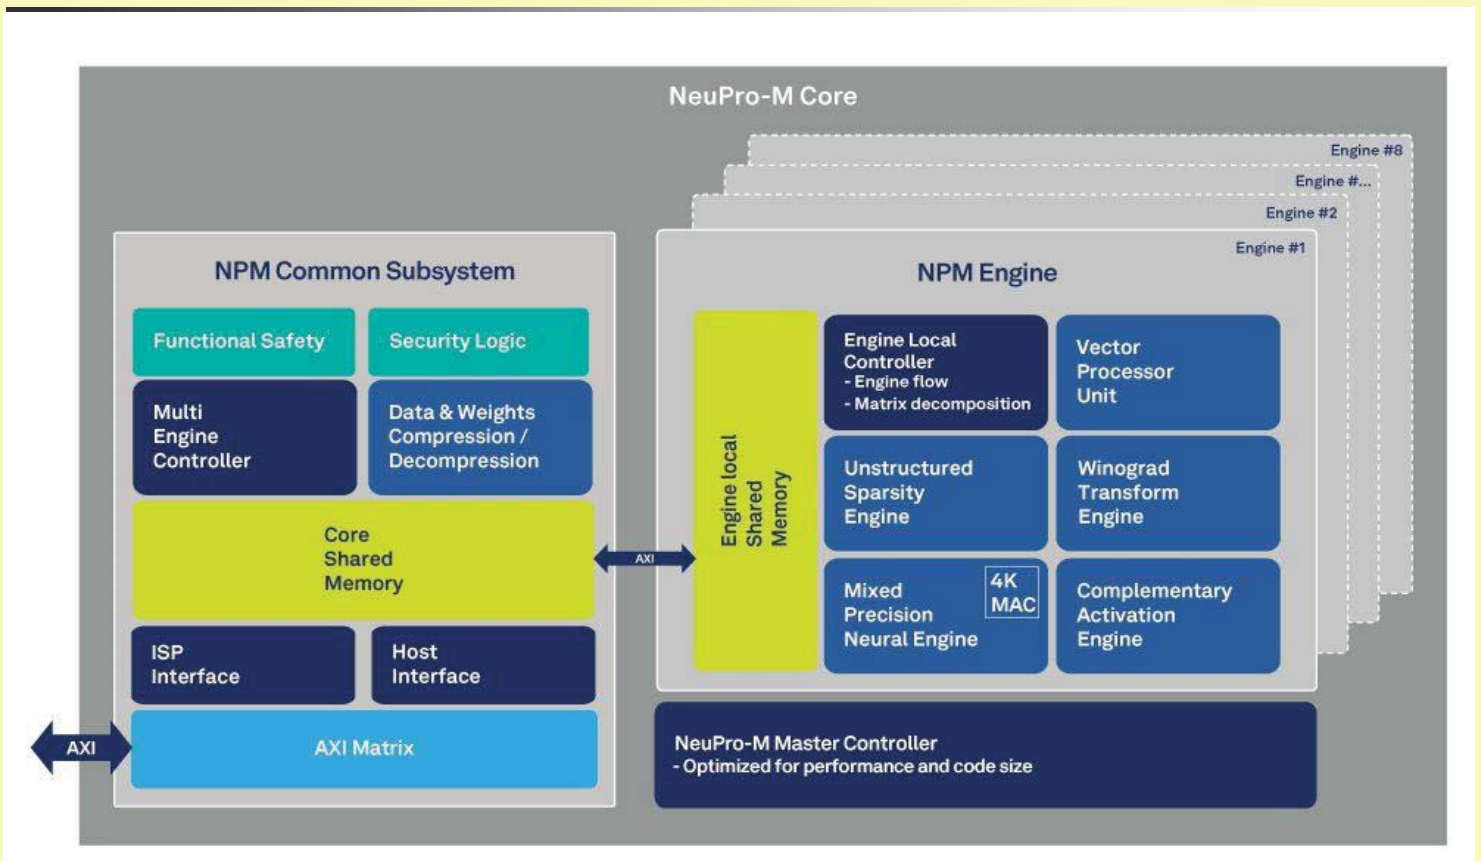 NeuPro-M Core
Engine #8
Engine #...
Engine #2
Engine #1
NPM Common Subsystem
Functional Safety
Security Logic
Multi
Engine
Controller
Data & Weights
Compression /
Decompression
Core
Shared
Memory
ISP
Interface
Host
Interface
AXI Matrix
AXI
AXI
NPM Engine
Engine local
Shared
Memory
Engine Local
Controller
- Engine flow
- Matrix decomposition
Vector
Processor
Unit
Unstructured
Sparsity
Engine
Winograd
Transform
Engine
Mixed
Precision
Neural Engine
4K
MAC
Complementary
Activation
Engine
NeuPro-M Master Controller
- Optimized for performance and code size